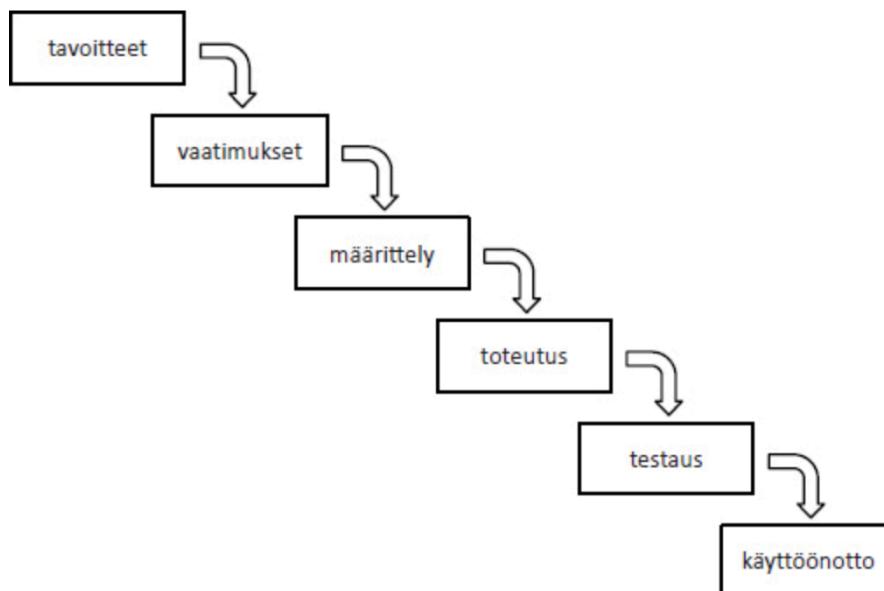 tavoitteet
vaatimukset
määrittely
toteutus
testaus
käyttöönotto